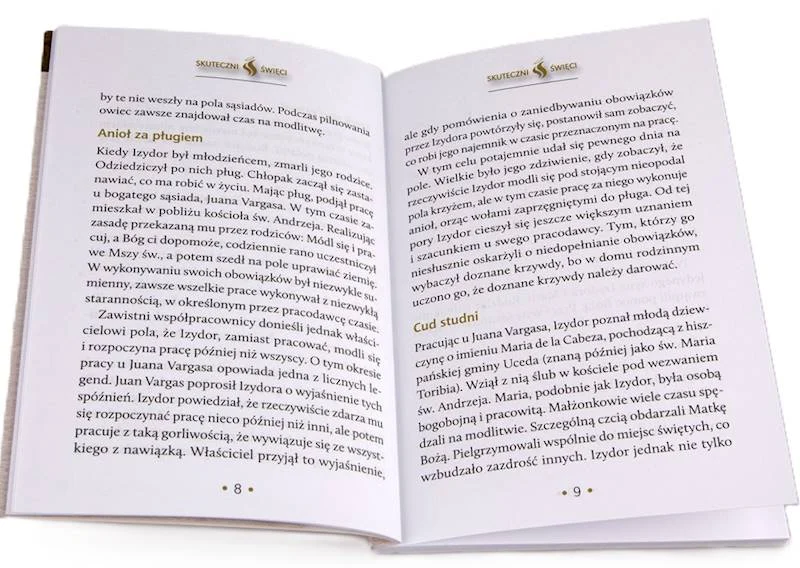 SKUTECZNI ŚWIĘCI
by te nie weszły na pola sąsiadów. Podczas pilnowania
owiec zawsze znajdował czas na modlitwę.
Anioł za pługiem
Kiedy Izydor był młodzieńcem, zmarli jego rodzice.
Odziedziczył po nich pług. Chłopak zaczął się zasta-
nawiać, co ma robić w życiu. Mając pług, podjął pracę
u bogatego sąsiada, Juana Vargasa. W tym czasie za-
mieszkał w pobliżu kościoła św. Andrzeja. Realizując
zasadę przekazaną mu przez rodziców: Módl się i pra-
cuj, a Bóg ci dopomoże, codziennie rano uczestniczył
we Mszy św., a potem szedł na pole uprawiać ziemię.
W wykonywaniu swoich obowiązków był niezwykle su-
mienny, zawsze wszelkie prace wykonywał z niezwykłą
starannością, w określonym przez pracodawcę czasie.
Zawistni współpracownicy donieśli jednak właści-
cielowi pola, że Izydor, zamiast pracować, modli się
i rozpoczyna pracę później niż wszyscy. O tym okresie
pracy u Juana Vargasa opowiada jedna z licznych le-
gend. Juan Vargas poprosił Izydora o wyjaśnienie tych
spóźnień. Izydor powiedział, że rzeczywiście zdarza mu
się rozpoczynać pracę nieco później niż inni, ale potem
pracuje z taką gorliwością, że wywiązuje się ze wszyst-
kiego z nawiązką. Właściciel przyjął to wyjaśnienie,
• 8 •
SKUTECZNI ŚWIĘCI
ale gdy pomówienia o zaniedbywaniu obowiązków
przez Izydora powtórzyły się, postanowił sam zobaczyć,
co robi jego najemnik w czasie przeznaczonym na pracę.
W tym celu potajemnie udał się pewnego dnia na
pole. Wielkie było jego zdziwienie, gdy zobaczył, że
rzeczywiście Izydor modli się pod stojącym nieopodal
pola krzyżem, ale w tym czasie pracę za niego wykonuje
anioł, orząc wołami zaprzęgniętymi do pługa. Od tej
pory Izydor cieszył się jeszcze większym uznaniem
i szacunkiem u swego pracodawcy. Tym, którzy go
niesłusznie oskarżyli o niedopełnianie obowiązków,
wybaczył doznane krzywdy, bo w domu rodzinnym
uczono go, że doznane krzywdy należy darować.
Cud studni
Pracując u Juana Vargasa, Izydor poznał młodą dziew-
czynę o imieniu Maria de la Cabeza, pochodzącą z hisz-
pańskiej gminy Uceda (znaną później jako św. Maria
Toribia). Wziął z nią ślub w kościele pod wezwaniem
św. Andrzeja. Maria, podobnie jak Izydor, była osobą
bogobojną i pracowitą. Małżonkowie wiele czasu spę-
dzali na modlitwie. Szczególną czcią obdarzali Matkę
Bożą. Pielgrzymowali wspólnie do miejsc świętych, co
wzbudzało zazdrość innych. Izydor jednak nie tylko
• 9 •